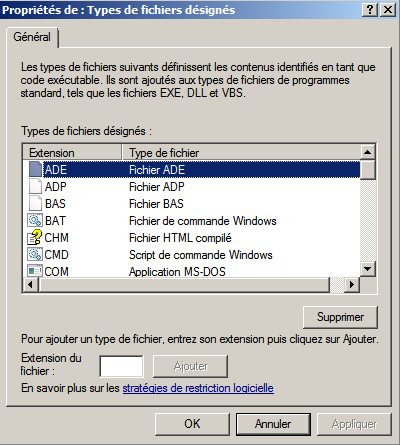 Propriétés de : Types de fichiers désignés
Général
Les types de fichiers suivants définissent les contenus identifiés en tant que
code exécutable. Ils sont ajoutés aux types de fichiers de programmes
standard, tels que les fichiers EXE, DLL et VBS.
Types de fichiers désignés :
Extension Type de fichier
ADE Fichier ADE
ADP Fichier ADP
BAS Fichier BAS
BAT Fichier de commande Windows
CHM Fichier HTML compilé
CMD Script de commande Windows
COM Application MS-DOS
Supprimer
Pour ajouter un type de fichier, entrez son extension puis cliquez sur Ajouter.
Extension du
fichier :
Ajouter
En savoir plus sur les stratégies de restriction logicielle
OK Annuler Appliquer